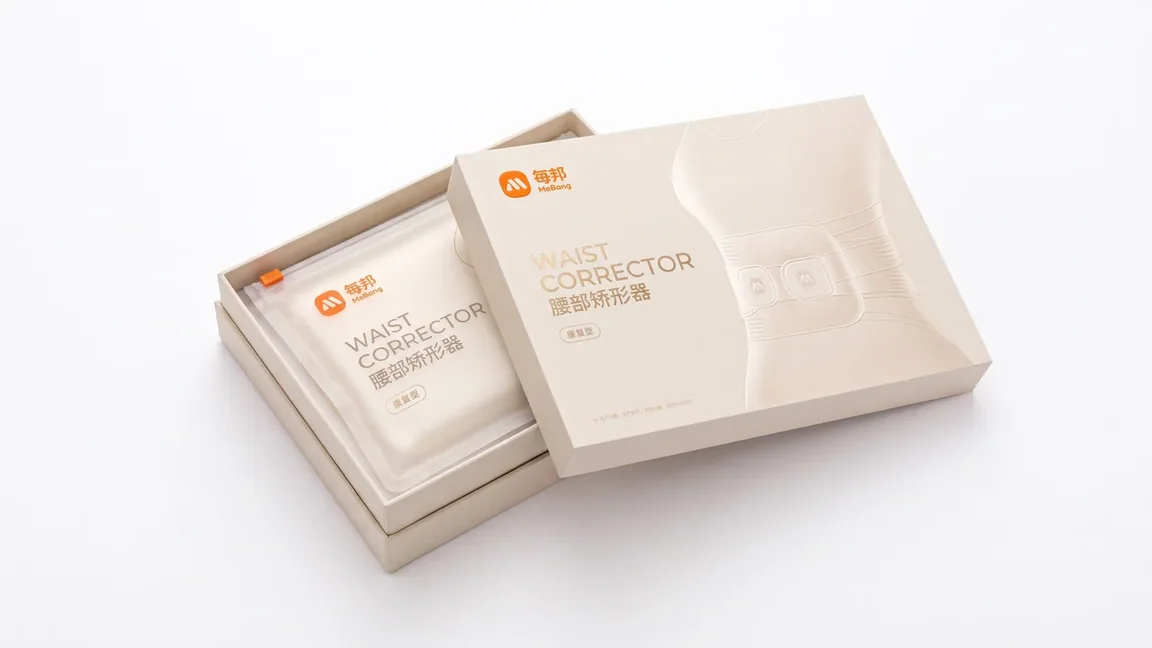 每邦
MeBang
WAIST
CORRECTOR
腰部矫形器
康复型
每邦
MeBang
WAIST
CORRECTOR
腰部矫形器
康复型